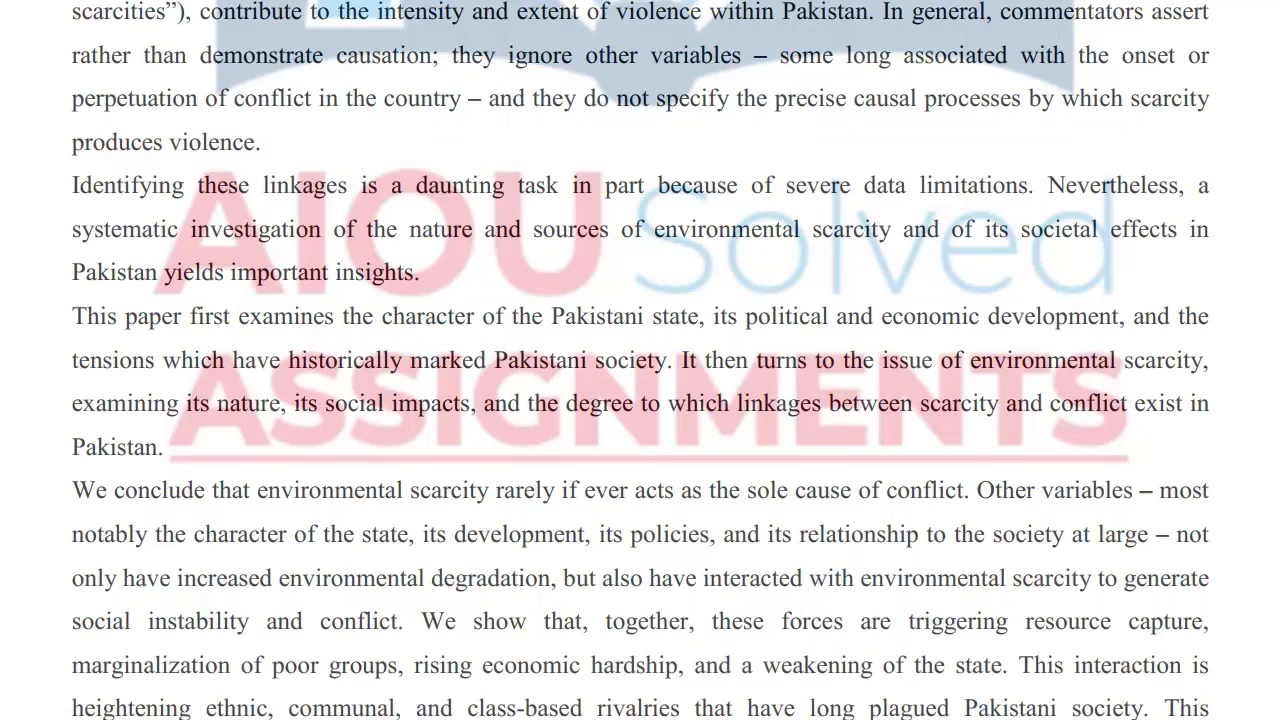 scarcities”), contribute to the intensity and extent of violence within Pakistan. In general, commentators assert
rather than demonstrate causation; they ignore other variables – some long associated with the onset or
perpetuation of conflict in the country – and they do not specify the precise causal processes by which scarcity
produces violence.
Identifying these linkages is a daunting task in part because of severe data limitations. Nevertheless, a
systematic investigation of the nature and sources of environmental scarcity and of its societal effects in
Pakistan yields important insights.
This paper first examines the character of the Pakistani state, its political and economic development, and the
tensions which have historically marked Pakistani society. It then turns to the issue of environmental scarcity,
examining its nature, its social impacts, and the degree to which linkages between scarcity and conflict exist in
Pakistan.
We conclude that environmental scarcity rarely if ever acts as the sole cause of conflict. Other variables – most
notably the character of the state, its development, its policies, and its relationship to the society at large – not
only have increased environmental degradation, but also have interacted with environmental scarcity to generate
social instability and conflict. We show that, together, these forces are triggering resource capture,
marginalization of poor groups, rising economic hardship, and a weakening of the state. This interaction is
heightening ethnic, communal, and class-based rivalries that have long plagued Pakistani society. This
AIOU Solved
ASSIGNMENTS